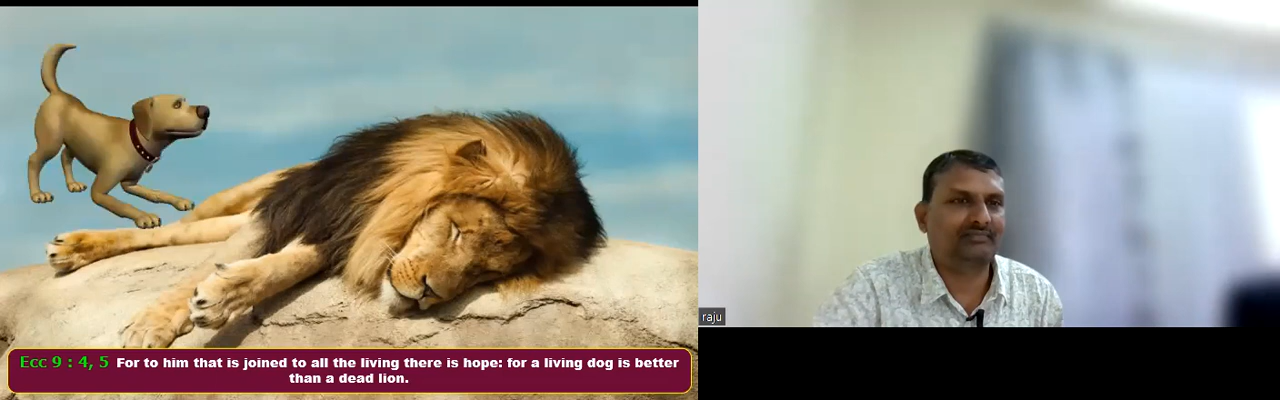 Ecc 9 : 4, 5 For to him that is joined to all the living there is hope: for a living dog is better
than a dead lion.
raju